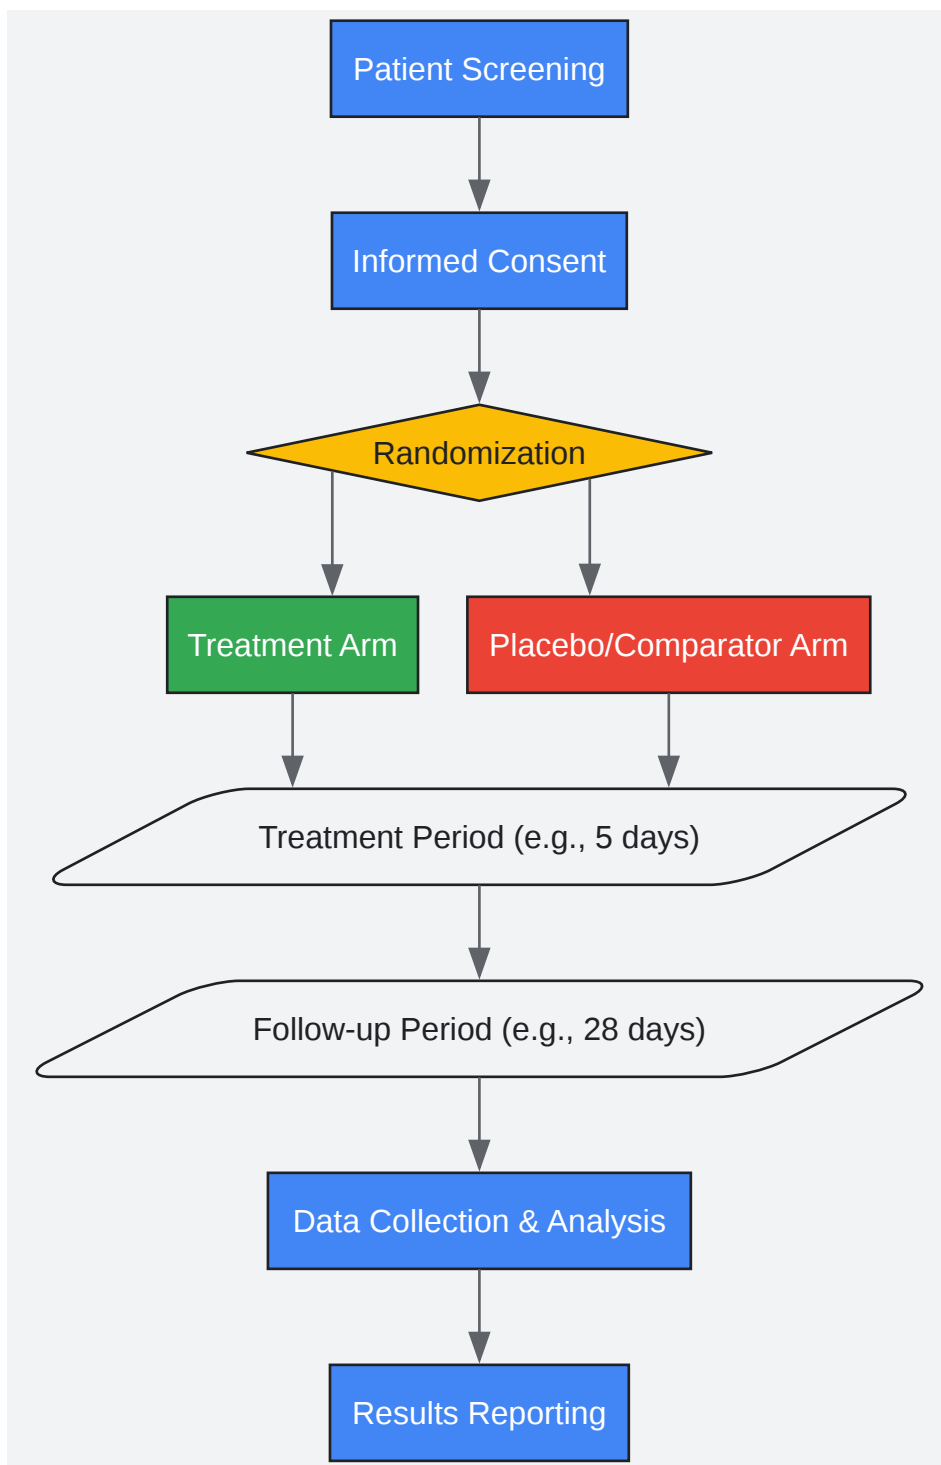 Patient Screening
Informed Consent
Randomization
Treatment Arm
Placebo/Comparator Arm
Treatment Period (e.g., 5 days)
Follow-up Period (e.g., 28 days)
Data Collection & Analysis
Results Reporting